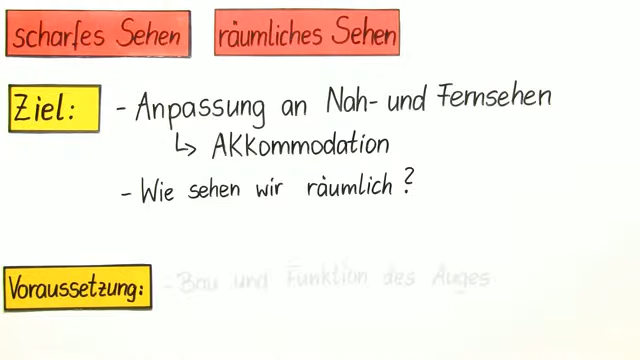 scharfes Sehen räumliches Sehen
Ziel: - Anpassung an Nah- und Fernsehen
↳ Akkommodation
- Wie sehen wir räumlich?
Voraussetzung: - Bau und Funktion des Auges